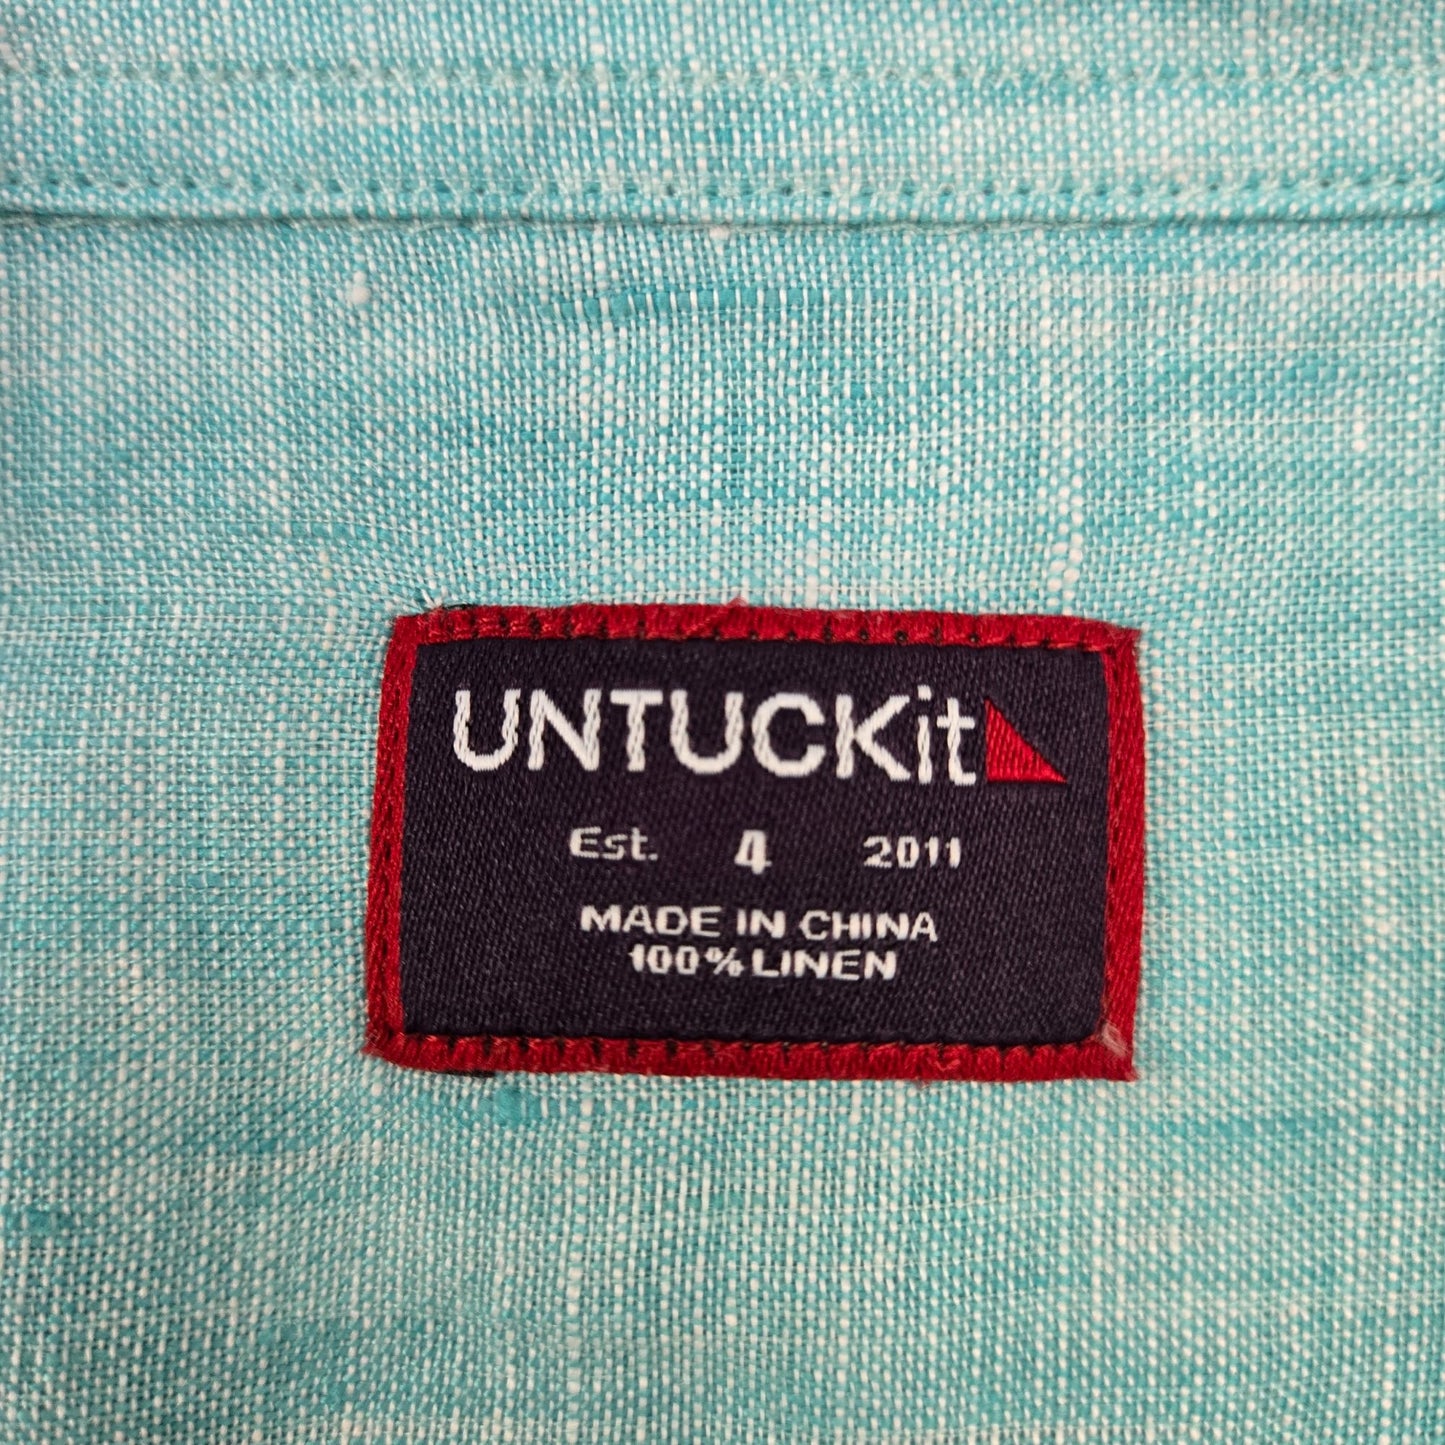 UNTUCKit
Est. 4 2011
MADE IN CHINA
100% LINEN